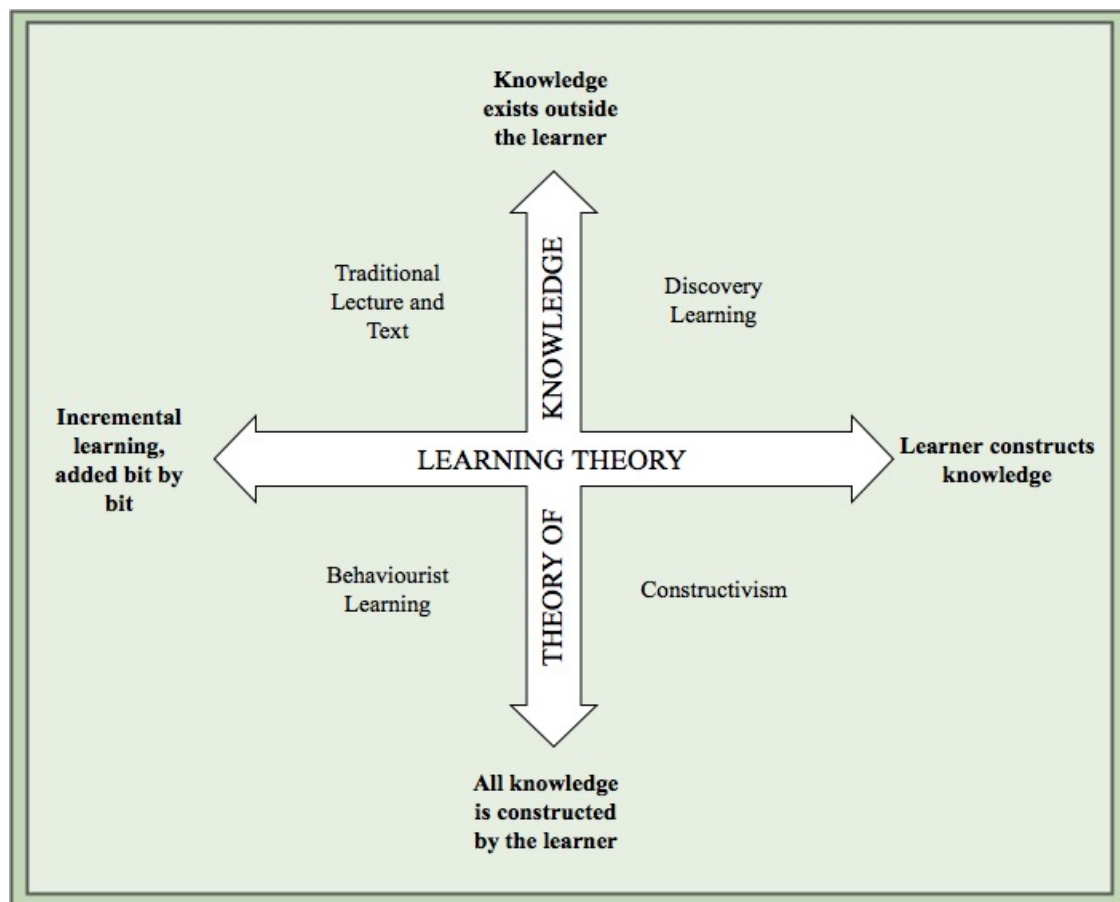 Knowledge
exists outside
the learner
Traditional
Lecture and
Text
KNOWLEDGE
Discovery
Learning
Incremental
learning,
added bit by
bit
LEARNING THEORY
Learner constructs
knowledge
Behaviourist
Learning
THEORY OF
Constructivism
All knowledge
is constructed
by the learner